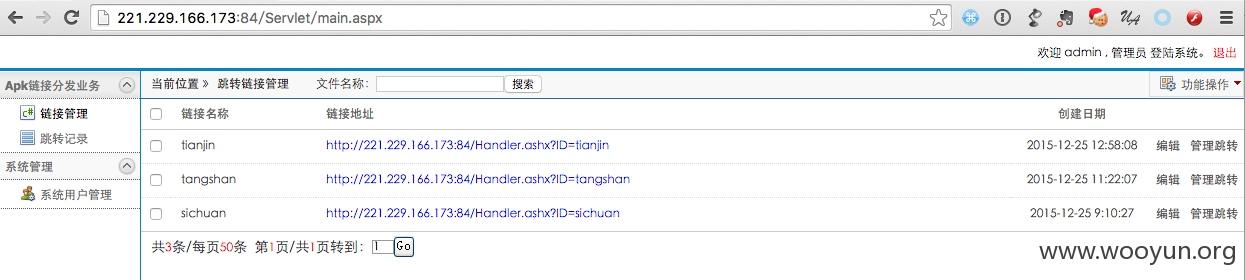 221.229.166.173:84/Servlet/main.aspx
欢迎 admin , 管理员 登陆系统。 退出
Apk链接分发业务
链接管理
跳转记录
系统管理
系统用户管理
当前位置 » 跳转链接管理 文件名称: 搜索 功能操作
链接名称 链接地址 创建日期
tianjin http://221.229.166.173:84/Handler.ashx?ID=tianjin 2015-12-25 12:58:08 编辑 管理跳转
tangshan http://221.229.166.173:84/Handler.ashx?ID=tangshan 2015-12-25 11:22:07 编辑 管理跳转
sichuan http://221.229.166.173:84/Handler.ashx?ID=sichuan 2015-12-25 9:10:27 编辑 管理跳转
共3条/每页50条 第1页/共1页转到: 1 Go
www.wooyun.org